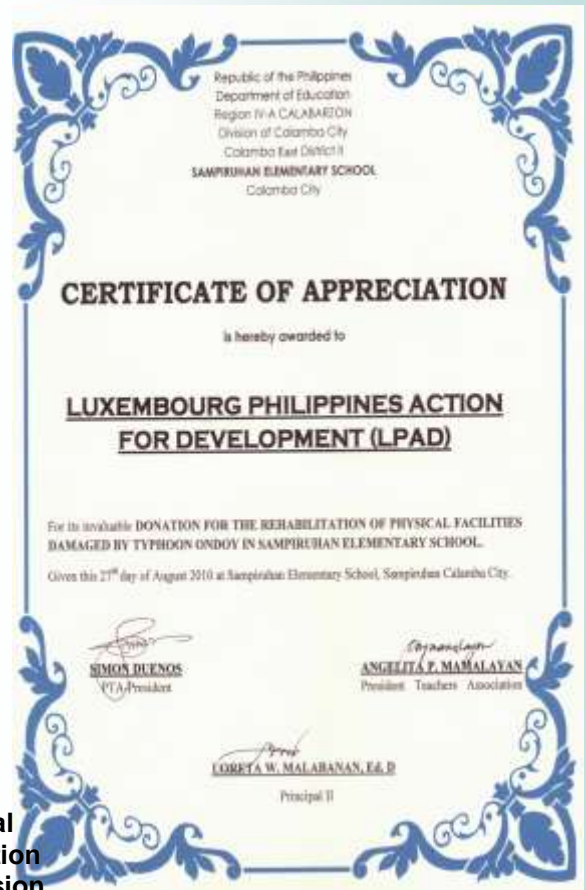 Republic of the Philippines
Department of Education
Region IV-A CALABARZON
Division of Calamba City
Calamba East District II
SAMPIRUHAN ELEMENTARY SCHOOL
Calamba City
CERTIFICATE OF APPRECIATION
is hereby awarded to
LUXEMBOURG PHILIPPINES ACTION
FOR DEVELOPMENT (LPAD)
For its invaluable DONATION FOR THE REHABILITATION OF PHYSICAL FACILITIES
DAMAGED BY TYPHOON ONDOY IN SAMPIRUHAN ELEMENTARY SCHOOL.
Given this 27th day of August 2010 at Sampiruhan Elementary School, Sampiruhan Calamba City.
SIMON DUENOS
PTA President
ANGELITA P. MAMALAYAN
President Teachers Association
LORETA W. MALABANAN, Ed. D
Principal II
al
tion
sion